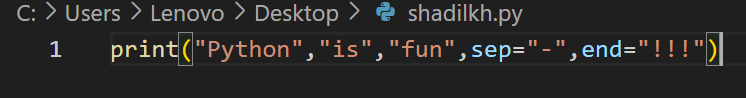 C: > Users > Lenovo > Desktop > shadilkh.py
1 print("Python","is","fun",sep="-",end="!!!")